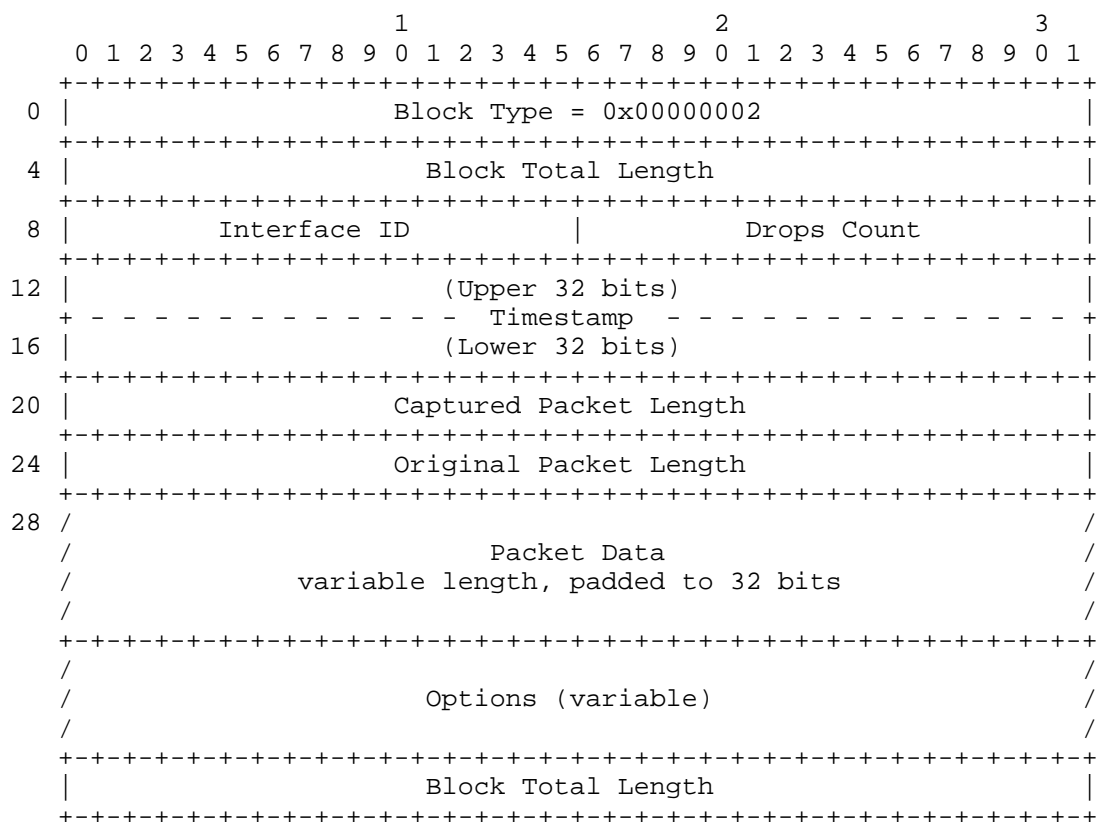 1                   2                   3
    0 1 2 3 4 5 6 7 8 9 0 1 2 3 4 5 6 7 8 9 0 1 2 3 4 5 6 7 8 9 0 1
   +-+-+-+-+-+-+-+-+-+-+-+-+-+-+-+-+-+-+-+-+-+-+-+-+-+-+-+-+-+-+-+-+
 0 |                    Block Type = 0x00000002                    |
   +-+-+-+-+-+-+-+-+-+-+-+-+-+-+-+-+-+-+-+-+-+-+-+-+-+-+-+-+-+-+-+-+
 4 |                      Block Total Length                       |
   +-+-+-+-+-+-+-+-+-+-+-+-+-+-+-+-+-+-+-+-+-+-+-+-+-+-+-+-+-+-+-+-+
 8 |         Interface ID          |          Drops Count          |
   +-+-+-+-+-+-+-+-+-+-+-+-+-+-+-+-+-+-+-+-+-+-+-+-+-+-+-+-+-+-+-+-+
12 |                       (Upper 32 bits)                         |
   + - - - - - - - - - - - -  Timestamp  - - - - - - - - - - - - - +
16 |                       (Lower 32 bits)                         |
   +-+-+-+-+-+-+-+-+-+-+-+-+-+-+-+-+-+-+-+-+-+-+-+-+-+-+-+-+-+-+-+-+
20 |                    Captured Packet Length                     |
   +-+-+-+-+-+-+-+-+-+-+-+-+-+-+-+-+-+-+-+-+-+-+-+-+-+-+-+-+-+-+-+-+
24 |                    Original Packet Length                     |
   +-+-+-+-+-+-+-+-+-+-+-+-+-+-+-+-+-+-+-+-+-+-+-+-+-+-+-+-+-+-+-+-+
28 /                                                               /
   /                          Packet Data                          /
   /              variable length, padded to 32 bits               /
   /                                                               /
   +-+-+-+-+-+-+-+-+-+-+-+-+-+-+-+-+-+-+-+-+-+-+-+-+-+-+-+-+-+-+-+-+
   /                                                               /
   /                      Options (variable)                       /
   /                                                               /
   +-+-+-+-+-+-+-+-+-+-+-+-+-+-+-+-+-+-+-+-+-+-+-+-+-+-+-+-+-+-+-+-+
   |                      Block Total Length                       |
   +-+-+-+-+-+-+-+-+-+-+-+-+-+-+-+-+-+-+-+-+-+-+-+-+-+-+-+-+-+-+-+-+